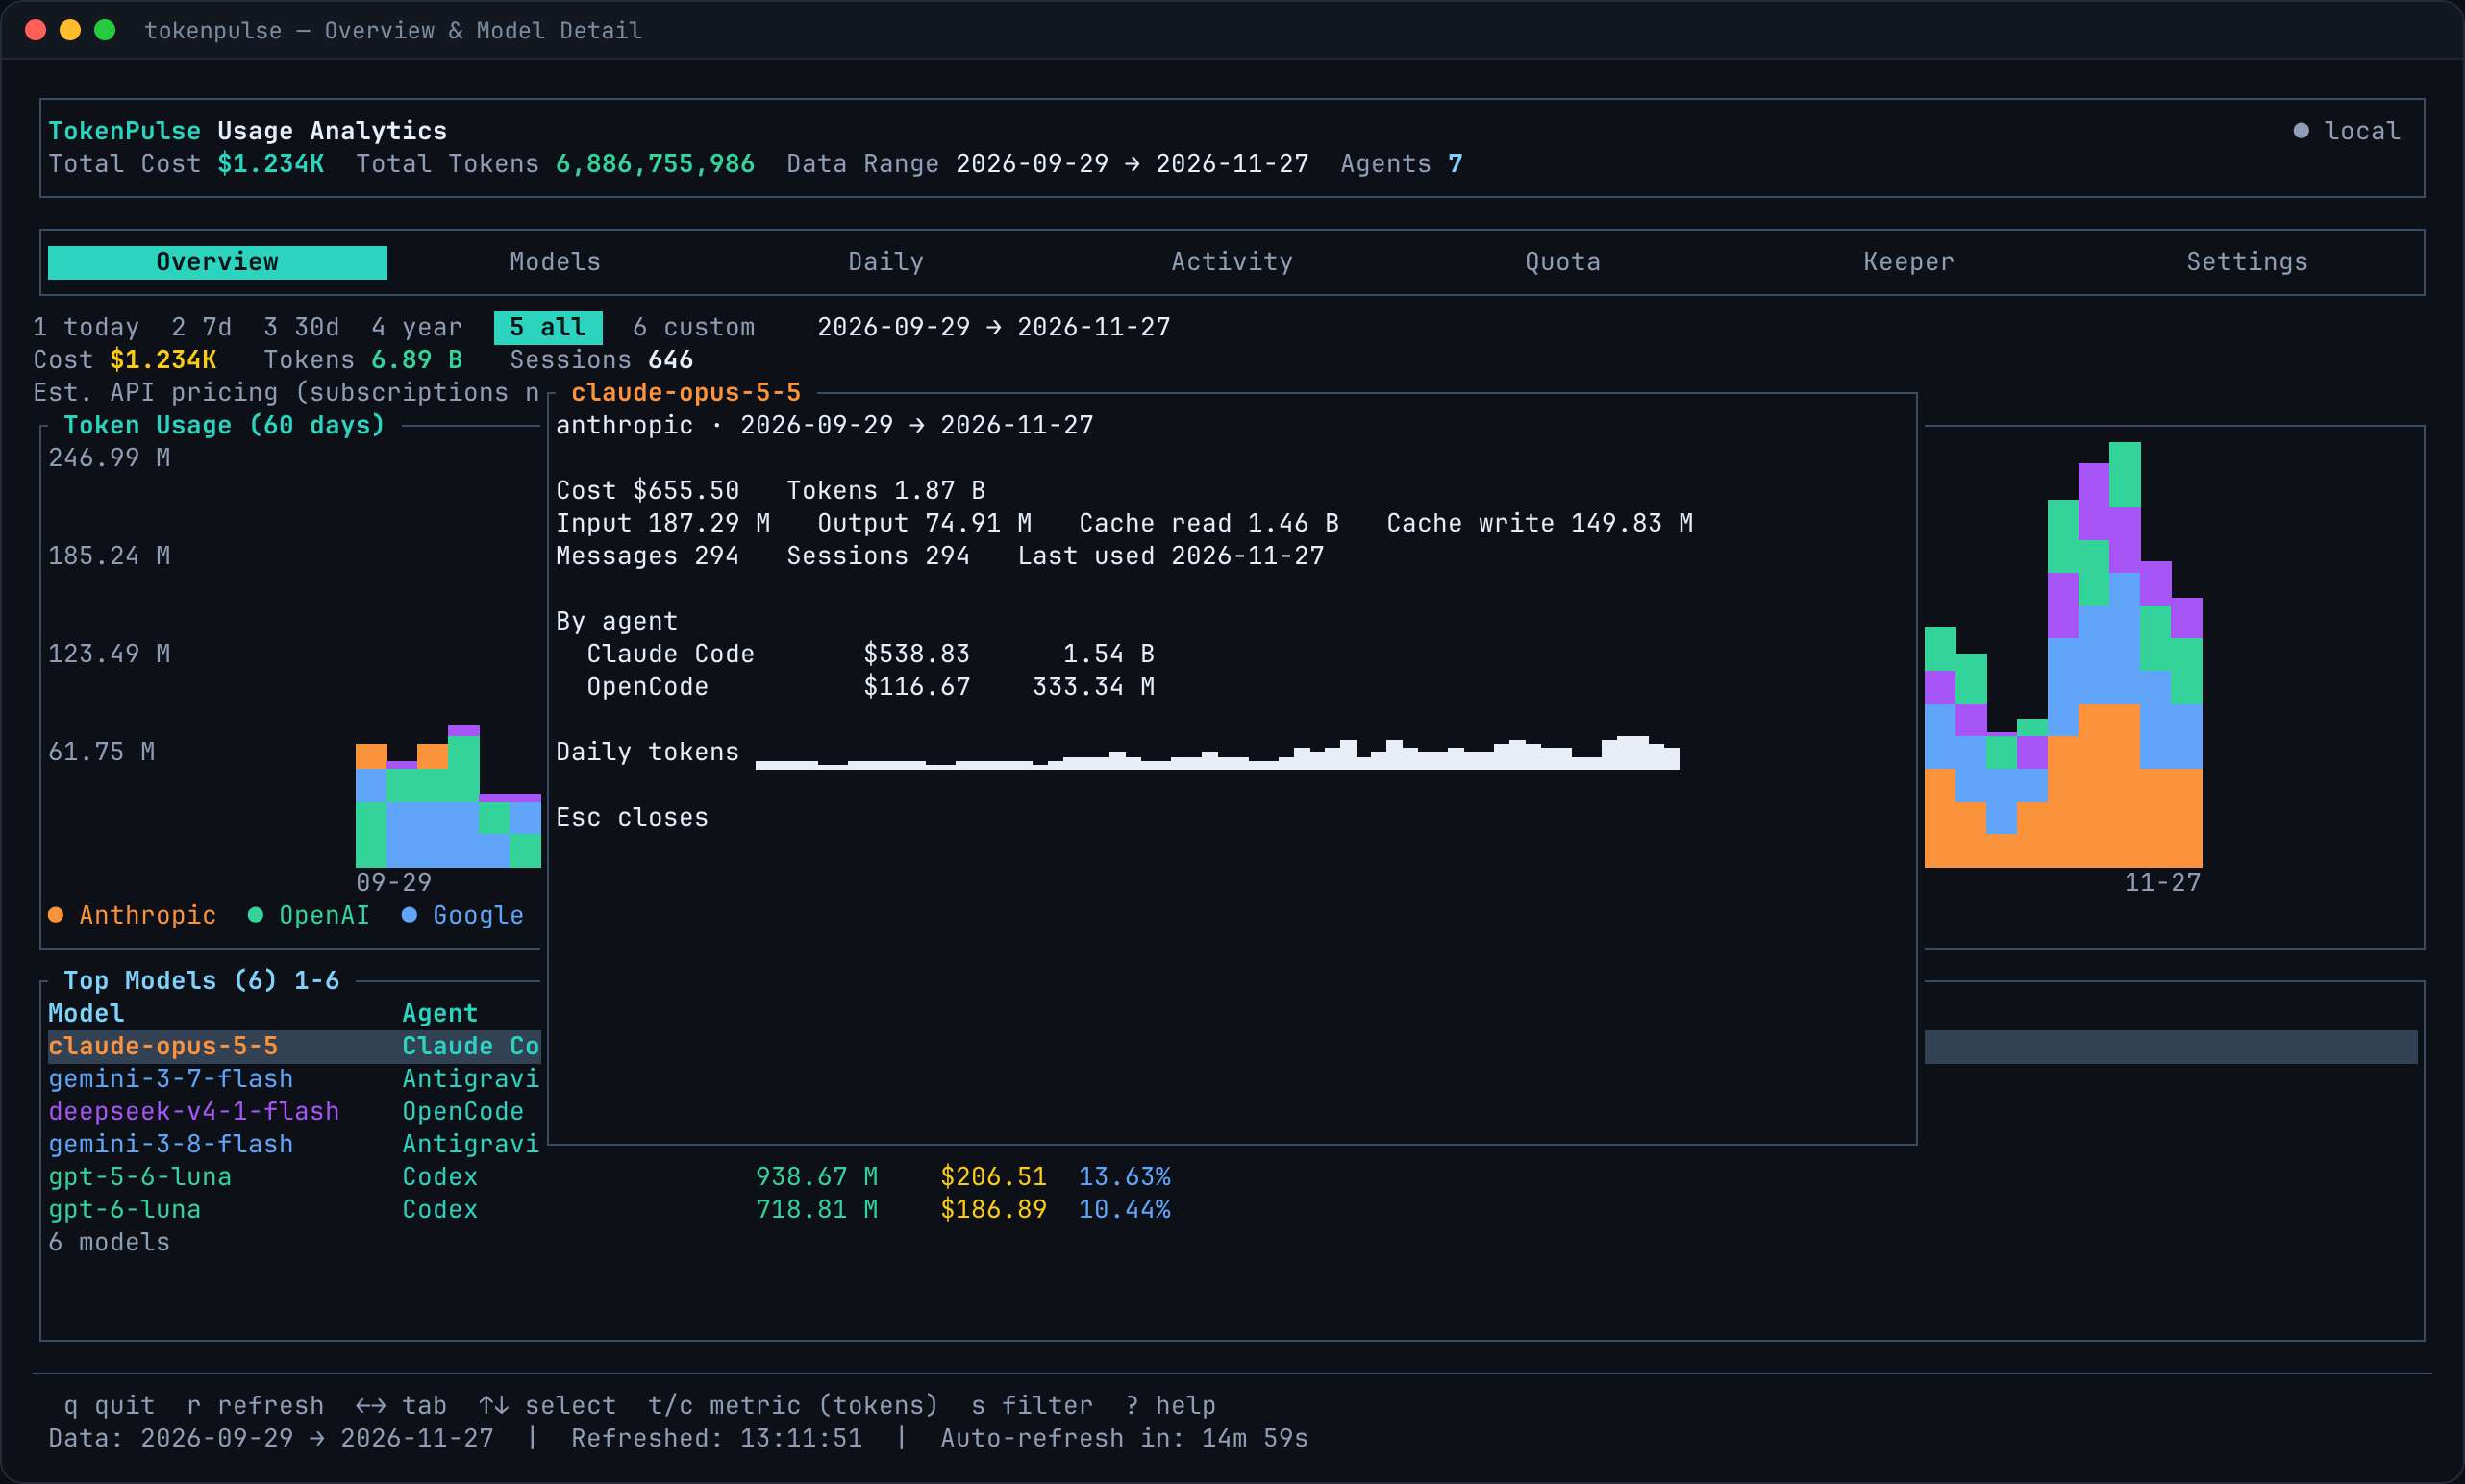 tokenpulse — Overview & Model Detail
TokenPulse Usage Analytics ● local
Total Cost $1.234K Total Tokens 6,886,755,986 Data Range 2026-09-29 → 2026-11-27 Agents 7
Overview Models Daily Activity Quota Keeper Settings
1 today 2 7d 3 30d 4 year 5 all 6 custom 2026-09-29 → 2026-11-27
Cost $1.234K Tokens 6.89 B Sessions 646
Est. API pricing (subscriptions n
claude-opus-5-5
anthropic · 2026-09-29 → 2026-11-27
Cost $655.50 Tokens 1.87 B
Input 187.29 M Output 74.91 M Cache read 1.46 B Cache write 149.83 M
Messages 294 Sessions 294 Last used 2026-11-27
By agent
Claude Code $538.83 1.54 B
OpenCode $116.67 333.34 M
Daily tokens
Esc closes
Token Usage (60 days)
246.99 M
185.24 M
123.49 M
61.75 M
09-29 11-27
● Anthropic ● OpenAI ● Google
Top Models (6) 1-6
Model Agent
claude-opus-5-5 Claude Co
gemini-3-7-flash Antigravi
deepseek-v4-1-flash OpenCode
gemini-3-8-flash Antigravi
gpt-5-6-luna Codex 938.67 M $206.51 13.63%
gpt-6-luna Codex 718.81 M $186.89 10.44%
6 models
q quit r refresh ←→ tab ↑↓ select t/c metric (tokens) s filter ? help
Data: 2026-09-29 → 2026-11-27 | Refreshed: 13:11:51 | Auto-refresh in: 14m 59s